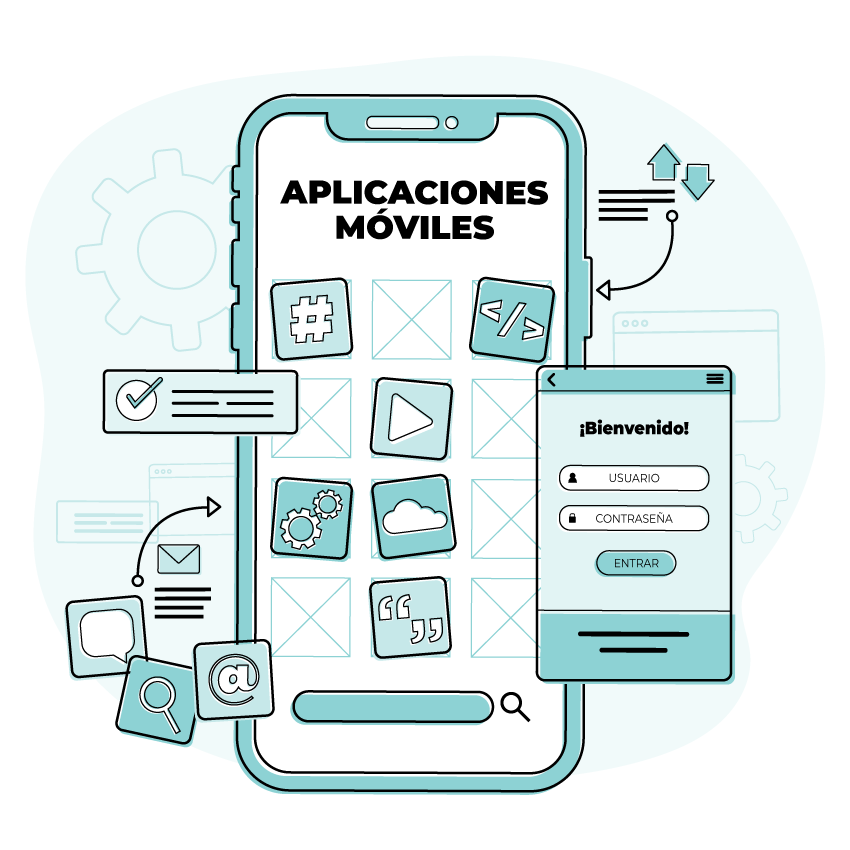 APLICACIONES
MÓVILES
#
</>
¡Bienvenido!
USUARIO
CONTRASEÑA
ENTRAR
“ ”
@